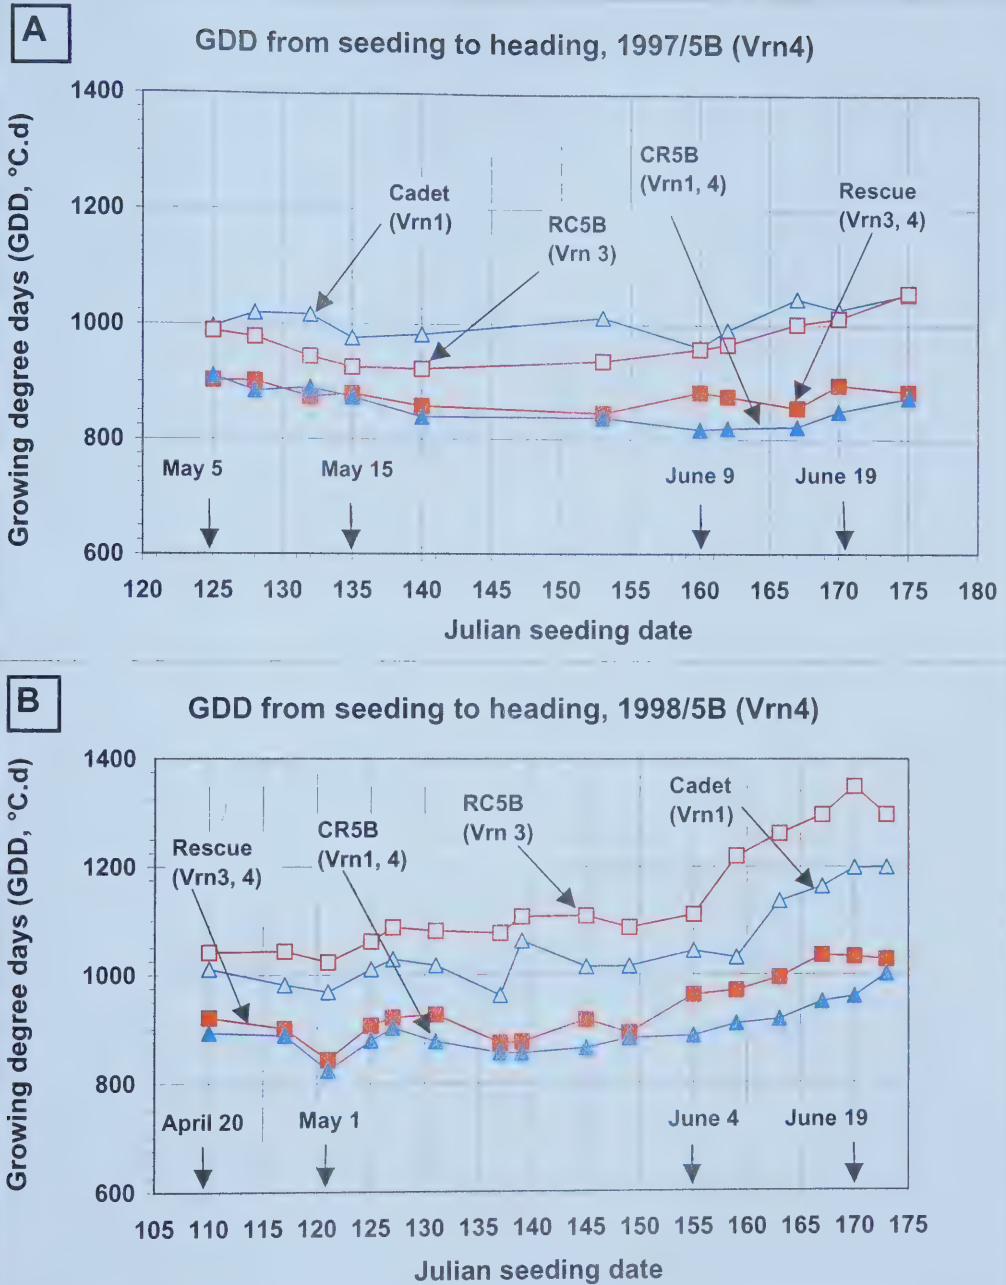 A
GDD from seeding to heading, 1997/5B (Vrn4)
Growing degree days (GDD, °C.d)
1400
1200
1000
800
600
CR5B
(Vrn1, 4)
Cadet
(Vrn1)
Rescue
(Vrn3, 4)
RC5B
(Vrn 3)
May 5
May 15
June 9
June 19
120 125 130 135 140 145 150 155 160 165 170 175 180
Julian seeding date
B
GDD from seeding to heading, 1998/5B (Vrn4)
Growing degree days (GDD, °C.d)
1400
1200
1000
800
600
Cadet
(Vrn1)
RC5B
(Vrn 3)
CR5B
(Vrn1, 4)
Rescue
(Vrn3, 4)
April 20
May 1
June 4
June 19
105 110 115 120 125 130 135 140 145 150 155 160 165 170 175
Julian seeding date